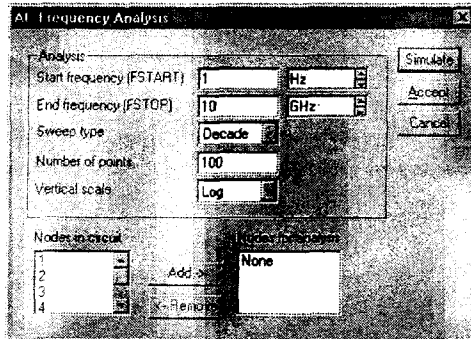 AC Frequency Analysis
Analysis
Start frequency (FSTART) 1 Hz
End frequency (FSTOP) 10 GHz
Sweep type Decade
Number of points 100
Vertical scale Log
Simulate
Accept
Cancel
Nodes in circuit
1
2
3
4
Add ->
<- Remove
Nodes for analysis
None